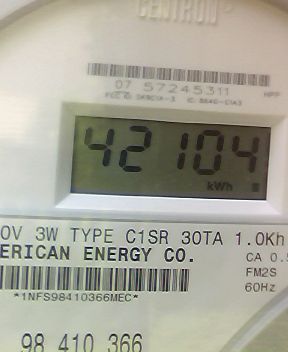 CENTRON
07 57245311
42104
kWh
0V 3W TYPE C1SR 30TA 1.0Kh
ERICAN ENERGY CO.
CA 0.5
FM2S
60Hz
*1NFS98410366MEC*
98 410 366